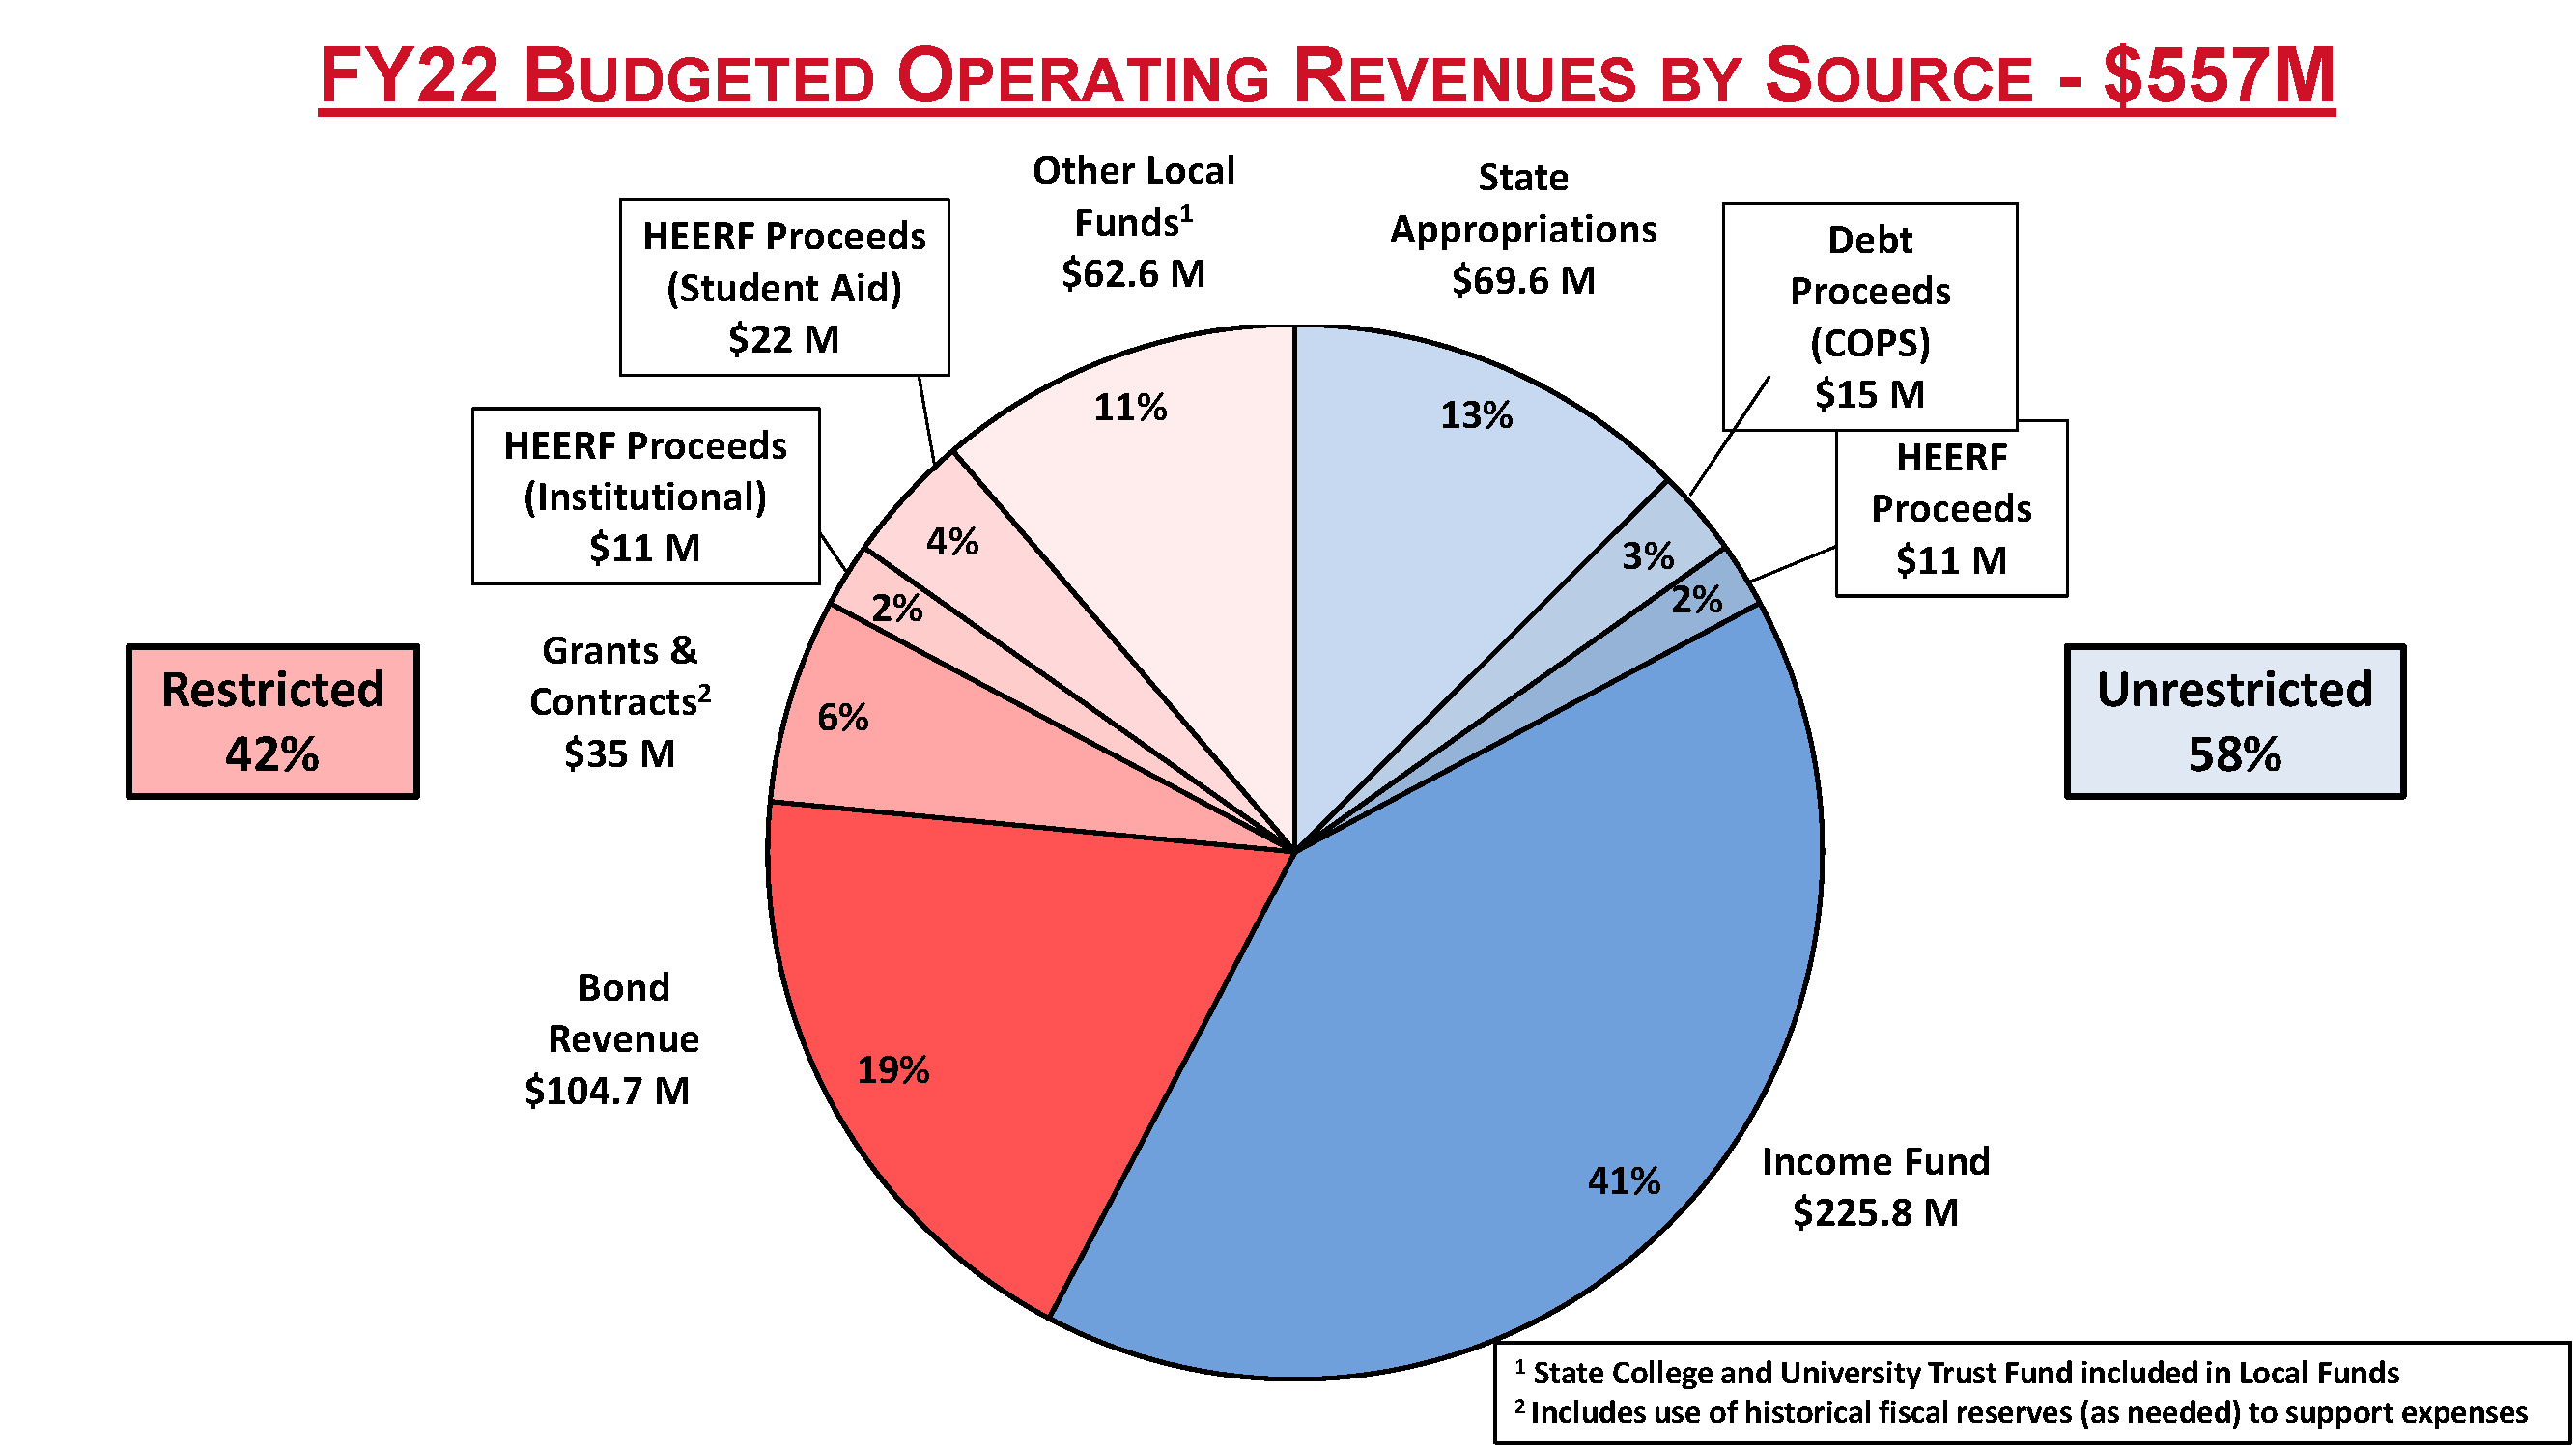 FY22 BUDGETED OPERATING REVENUES BY SOURCE - $557M
Other Local
Funds¹
$62.6 M
State
Appropriations
$69.6 M
HEERF Proceeds
(Student Aid)
$22 M
Debt
Proceeds
(COPS)
$15 M
HEERF Proceeds
(Institutional)
$11 M
HEERF
Proceeds
$11 M
11%
13%
4%
3%
2%
2%
Grants &
Contracts²
$35 M
6%
Restricted
42%
Unrestricted
58%
Bond
Revenue
$104.7 M
19%
41%
Income Fund
$225.8 M
¹ State College and University Trust Fund included in Local Funds
² Includes use of historical fiscal reserves (as needed) to support expenses